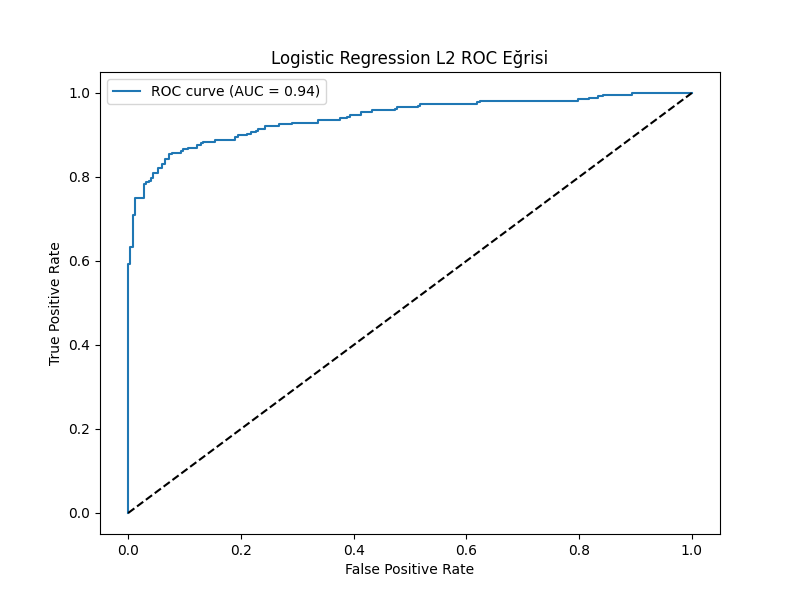 Logistic Regression L2 ROC Eğrisi
ROC curve (AUC = 0.94)
True Positive Rate
1.0
0.8
0.6
0.4
0.2
0.0
0.0 0.2 0.4 0.6 0.8 1.0
False Positive Rate